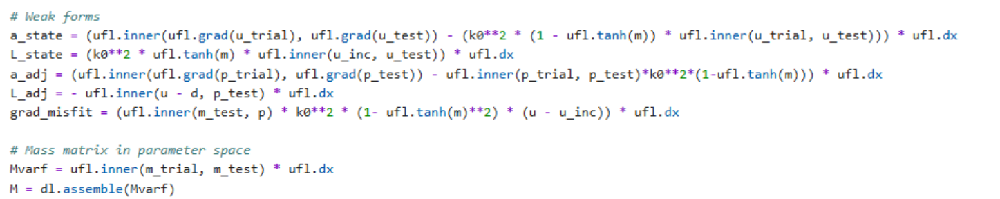 # Weak forms
a_state = (ufl.inner(ufl.grad(u_trial), ufl.grad(u_test)) - (k0**2 * (1 - ufl.tanh(m)) * ufl.inner(u_trial, u_test))) * ufl.dx
L_state = (k0**2 * ufl.tanh(m) * ufl.inner(u_inc, u_test)) * ufl.dx
a_adj = (ufl.inner(ufl.grad(p_trial), ufl.grad(p_test)) - ufl.inner(p_trial, p_test)*k0**2*(1-ufl.tanh(m))) * ufl.dx
L_adj = - ufl.inner(u - d, p_test) * ufl.dx
grad_misfit = (ufl.inner(m_test, p) * k0**2 * (1- ufl.tanh(m)**2) * (u - u_inc)) * ufl.dx
# Mass matrix in parameter space
Mvarf = ufl.inner(m_trial, m_test) * ufl.dx
M = dl.assemble(Mvarf)